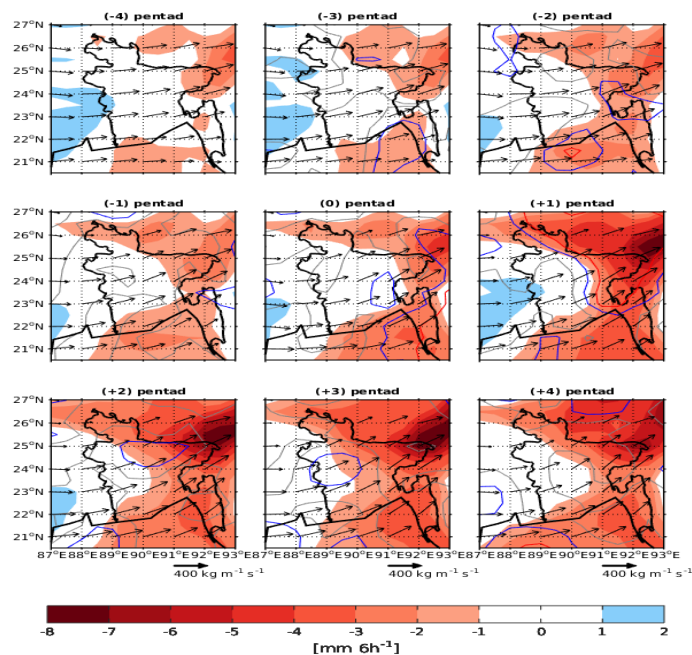 (-4) pentad (-3) pentad (-2) pentad
27°N
26°N
25°N
24°N
23°N
22°N
21°N
(-1) pentad (0) pentad (+1) pentad
27°N
26°N
25°N
24°N
23°N
22°N
21°N
(+2) pentad (+3) pentad (+4) pentad
27°N
26°N
25°N
24°N
23°N
22°N
21°N
87°E88°E89°E90°E91°E92°E93°E87°E88°E89°E90°E91°E92°E93°E87°E88°E89°E90°E91°E92°E93°E
400 kg m⁻¹ s⁻¹ 400 kg m⁻¹ s⁻¹ 400 kg m⁻¹ s⁻¹
-8 -7 -6 -5 -4 -3 -2 -1 0 1 2
[mm 6h⁻¹]